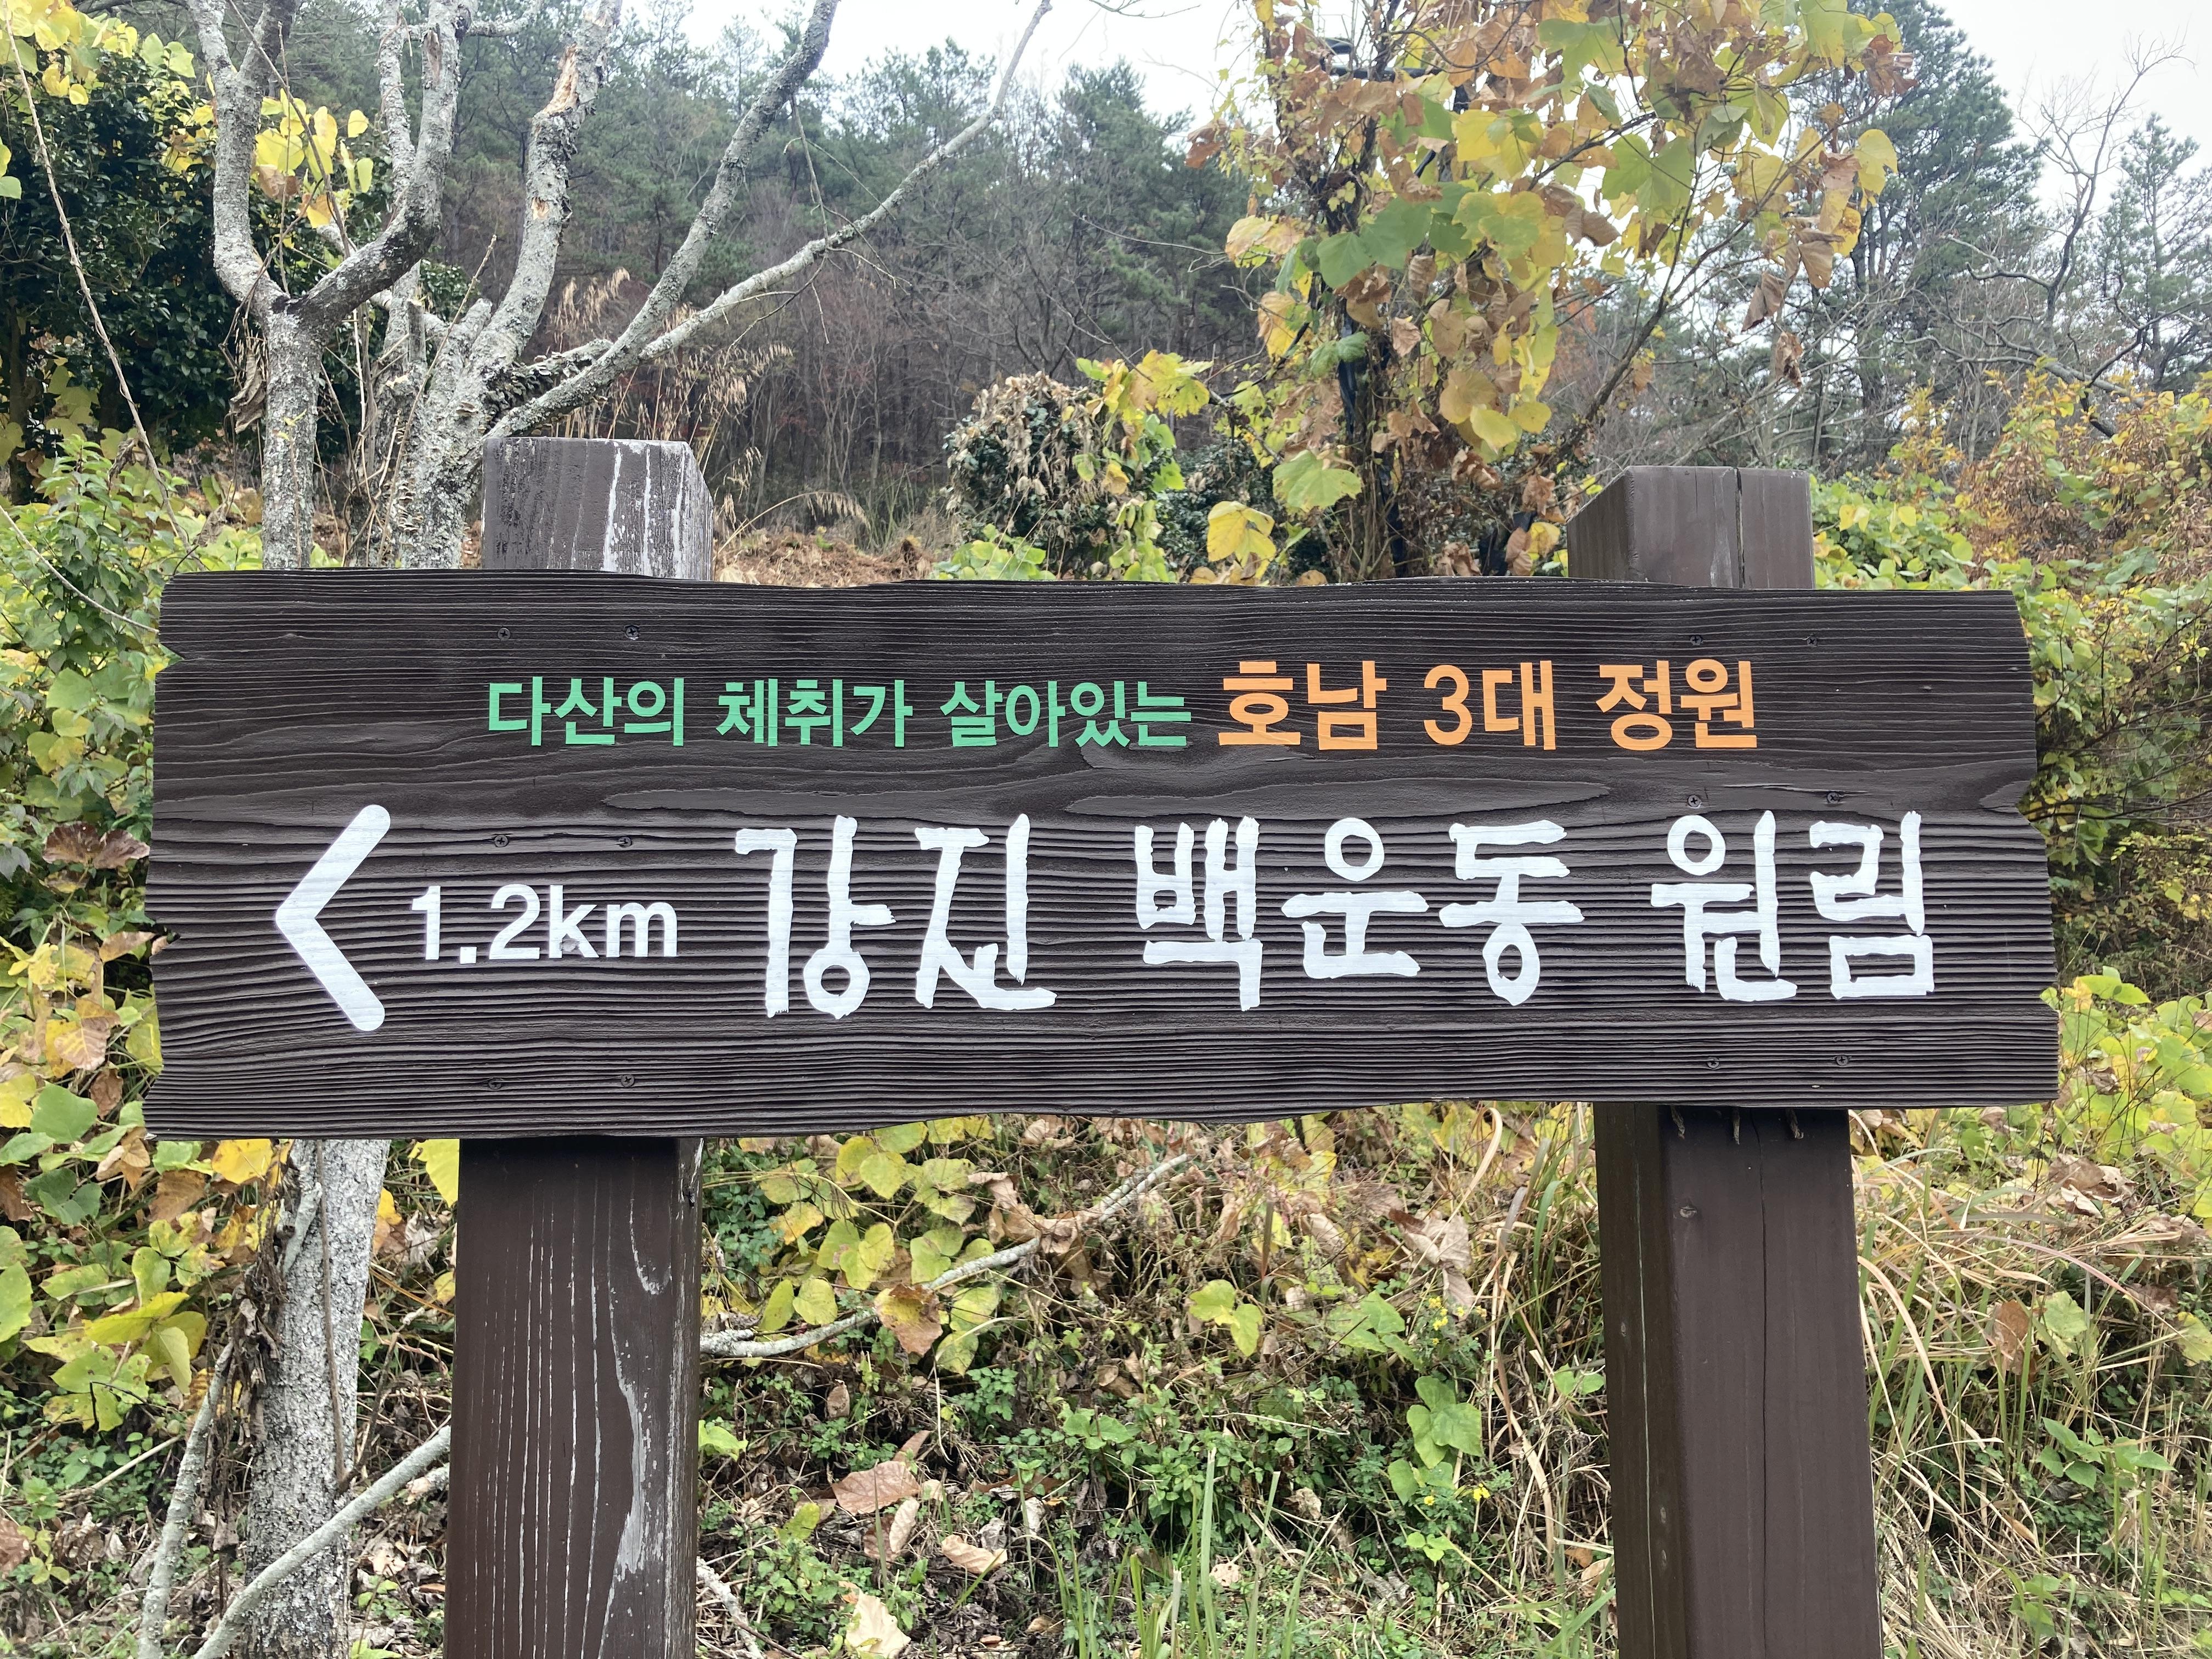 다산의 체취가 살아있는 호남 3대 정원
< 1.2km 강진 백운동 원림